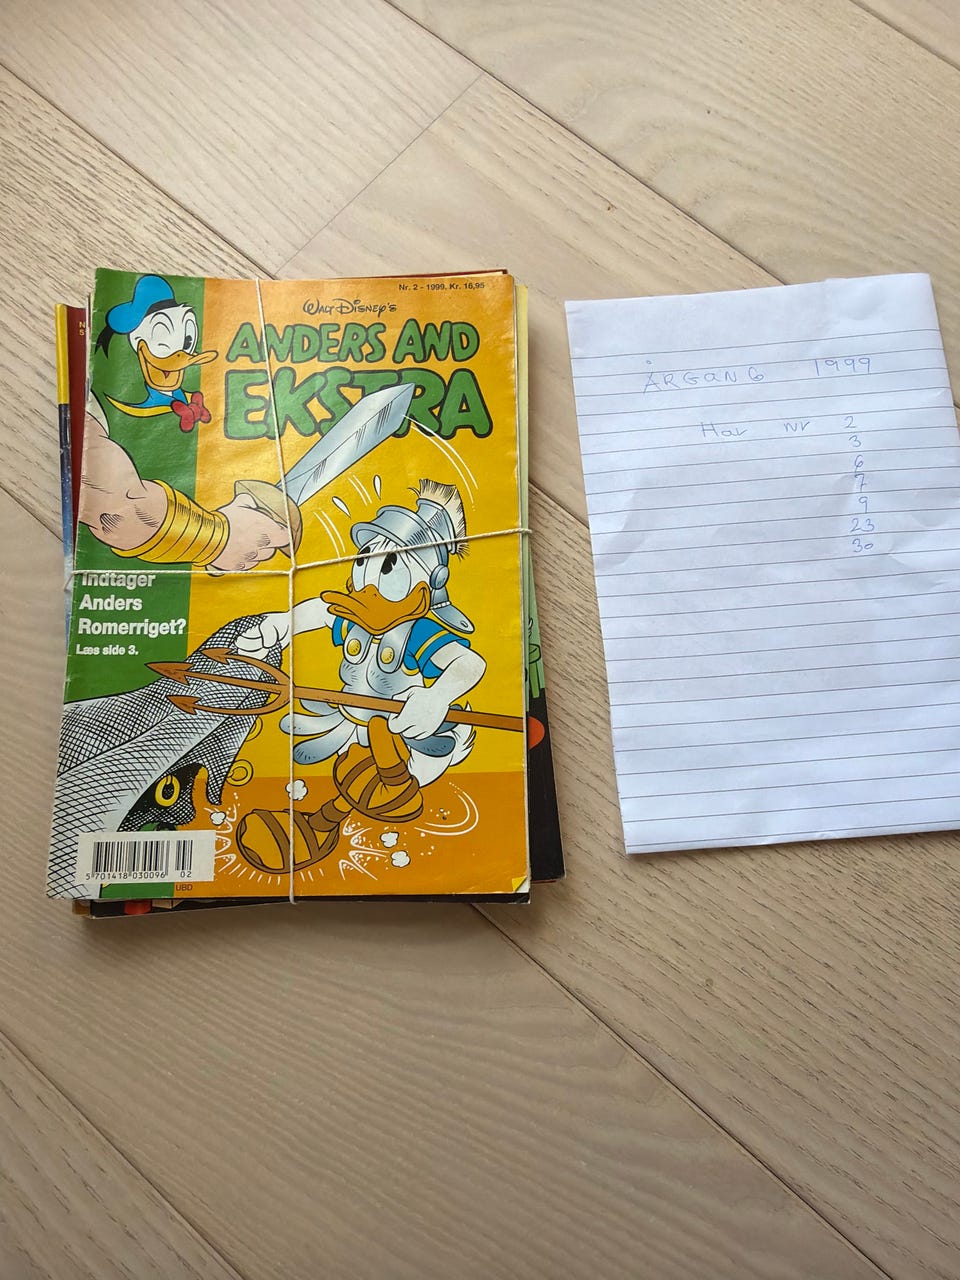 Nr. 2 - 1999. Kr. 16,95
WALT DISNEY'S
ANDERS AND
EKSTRA
Indtager
Anders
Romerriget?
Læs side 3.
5 701418 030096 02
UBD
ÅRGANG 1999
Har nr 2
3
6
7
9
23
30